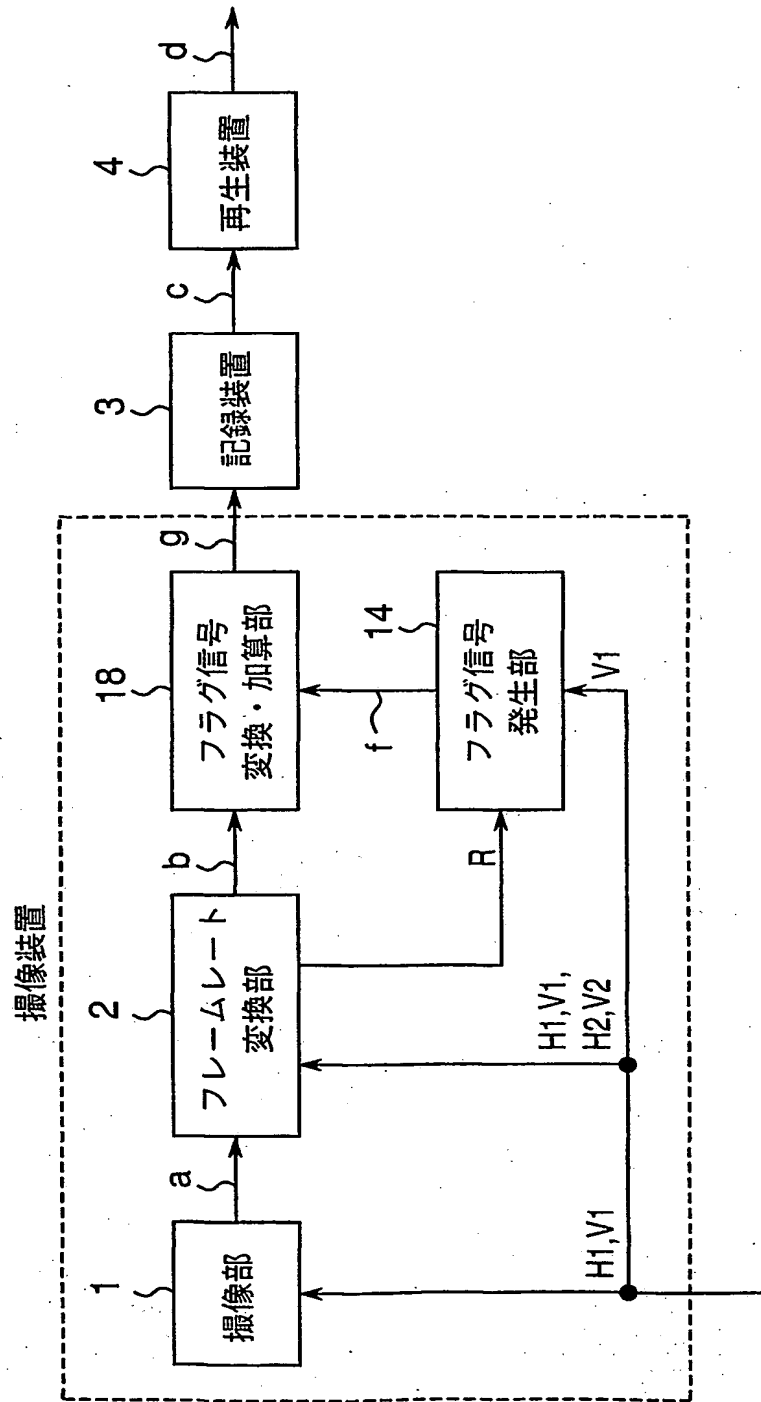 撮像装置
1
撮像部
a
2
フレームレート
変換部
b
18
フラグ信号
変換・加算部
g
3
記録装置
c
4
再生装置
d
14
フラグ信号
発生部
f
R
V1
H1,V1,
H2,V2
H1,V1